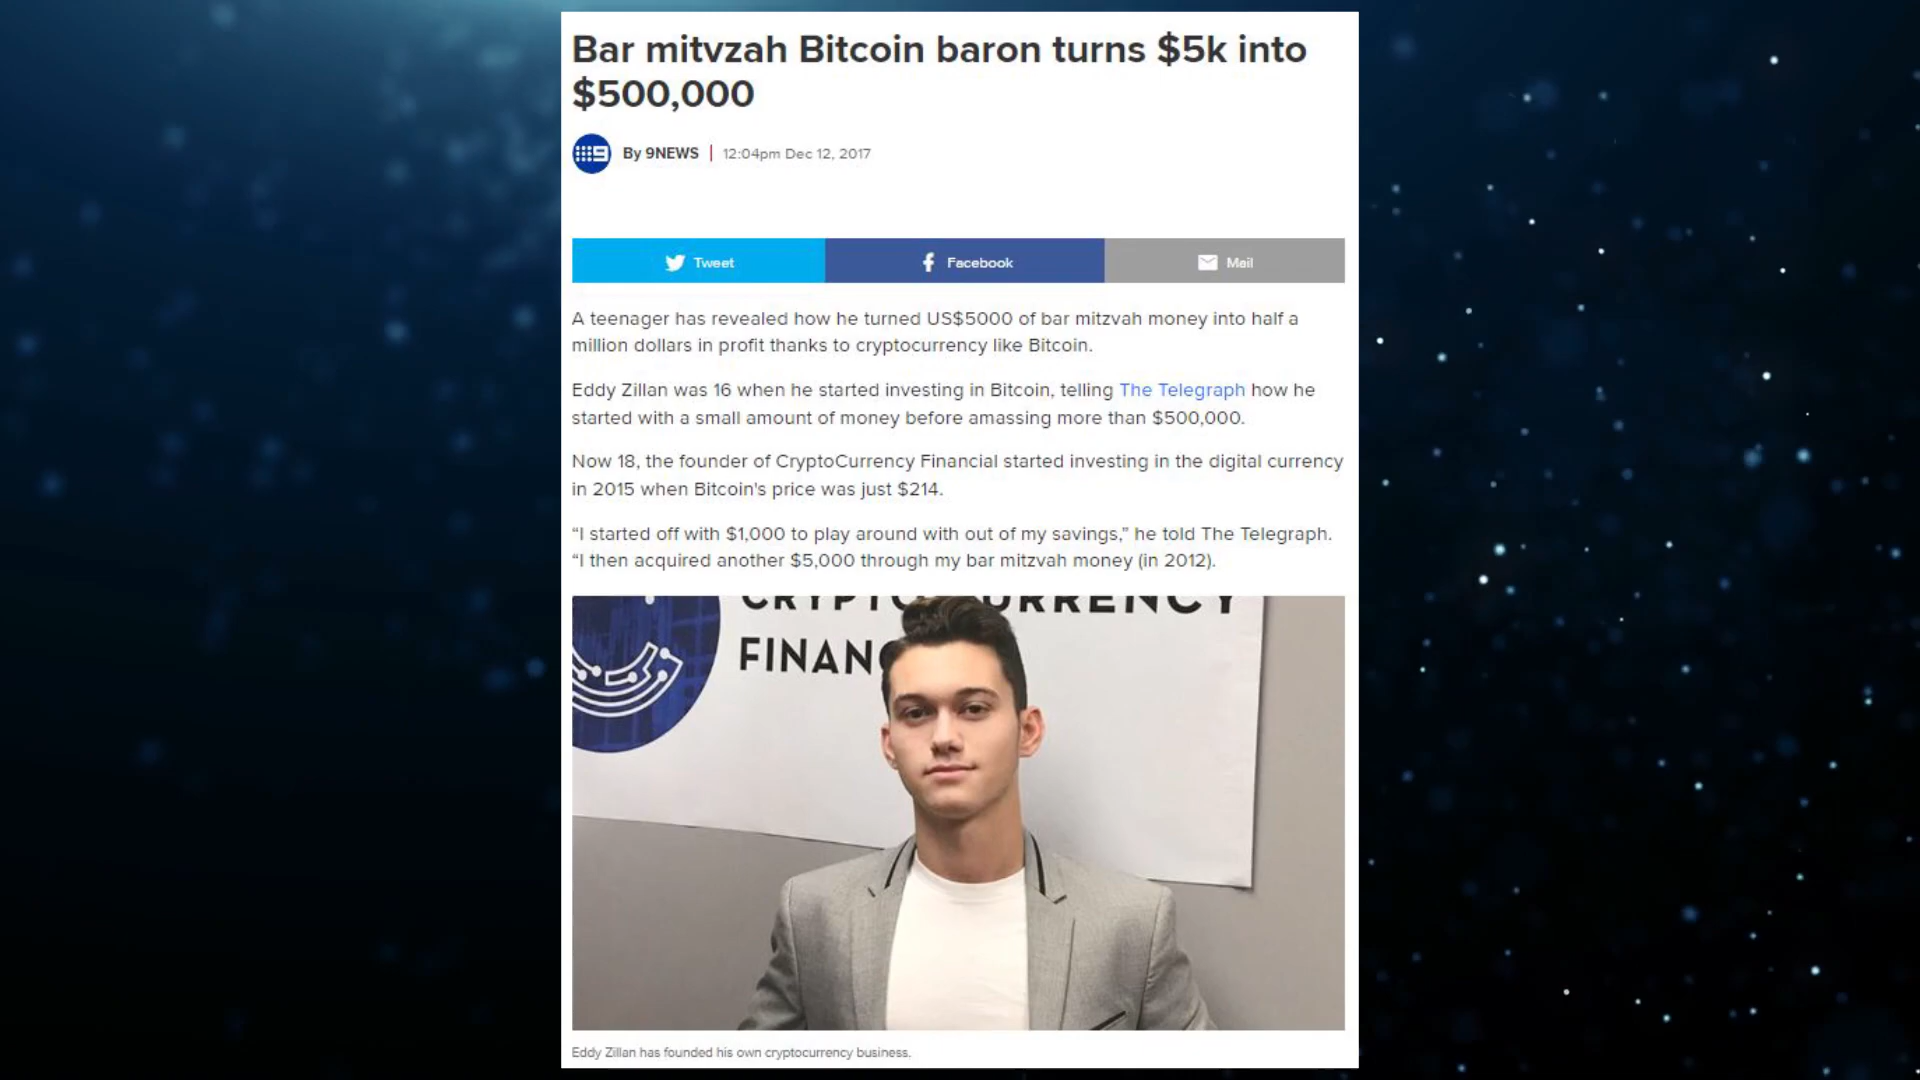 Bar mitvzah Bitcoin baron turns $5k into
$500,000
9
By 9NEWS | 12:04pm Dec 12, 2017
Tweet
Facebook
Mail
A teenager has revealed how he turned US$5000 of bar mitzvah money into half a
million dollars in profit thanks to cryptocurrency like Bitcoin.
Eddy Zillan was 16 when he started investing in Bitcoin, telling The Telegraph how he
started with a small amount of money before amassing more than $500,000.
Now 18, the founder of CryptoCurrency Financial started investing in the digital currency
in 2015 when Bitcoin's price was just $214.
“I started off with $1,000 to play around with out of my savings,” he told The Telegraph.
“I then acquired another $5,000 through my bar mitzvah money (in 2012).
CRYPTOCURRENCY
FINAN
Eddy Zillan has founded his own cryptocurrency business.